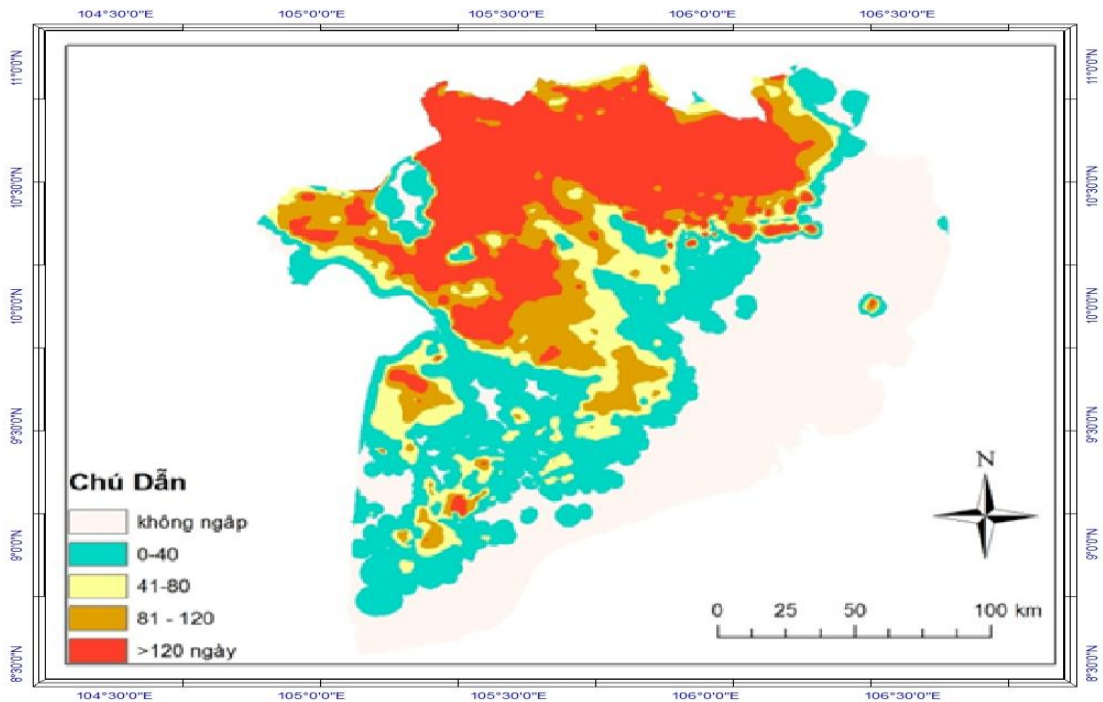 104°30'0"E 105°0'0"E 105°30'0"E 106°0'0"E 106°30'0"E
11°0'0"N
11°0'0"N
10°30'0"N
10°30'0"N
10°0'0"N
10°0'0"N
9°30'0"N
9°30'0"N
9°0'0"N
9°0'0"N
8°30'0"N
8°30'0"N
N
Chú Dẫn
không ngâp
0-40
41-80
81 - 120
>120 ngày
0 25 50 100 km
104°30'0"E 105°0'0"E 105°30'0"E 106°0'0"E 106°30'0"E